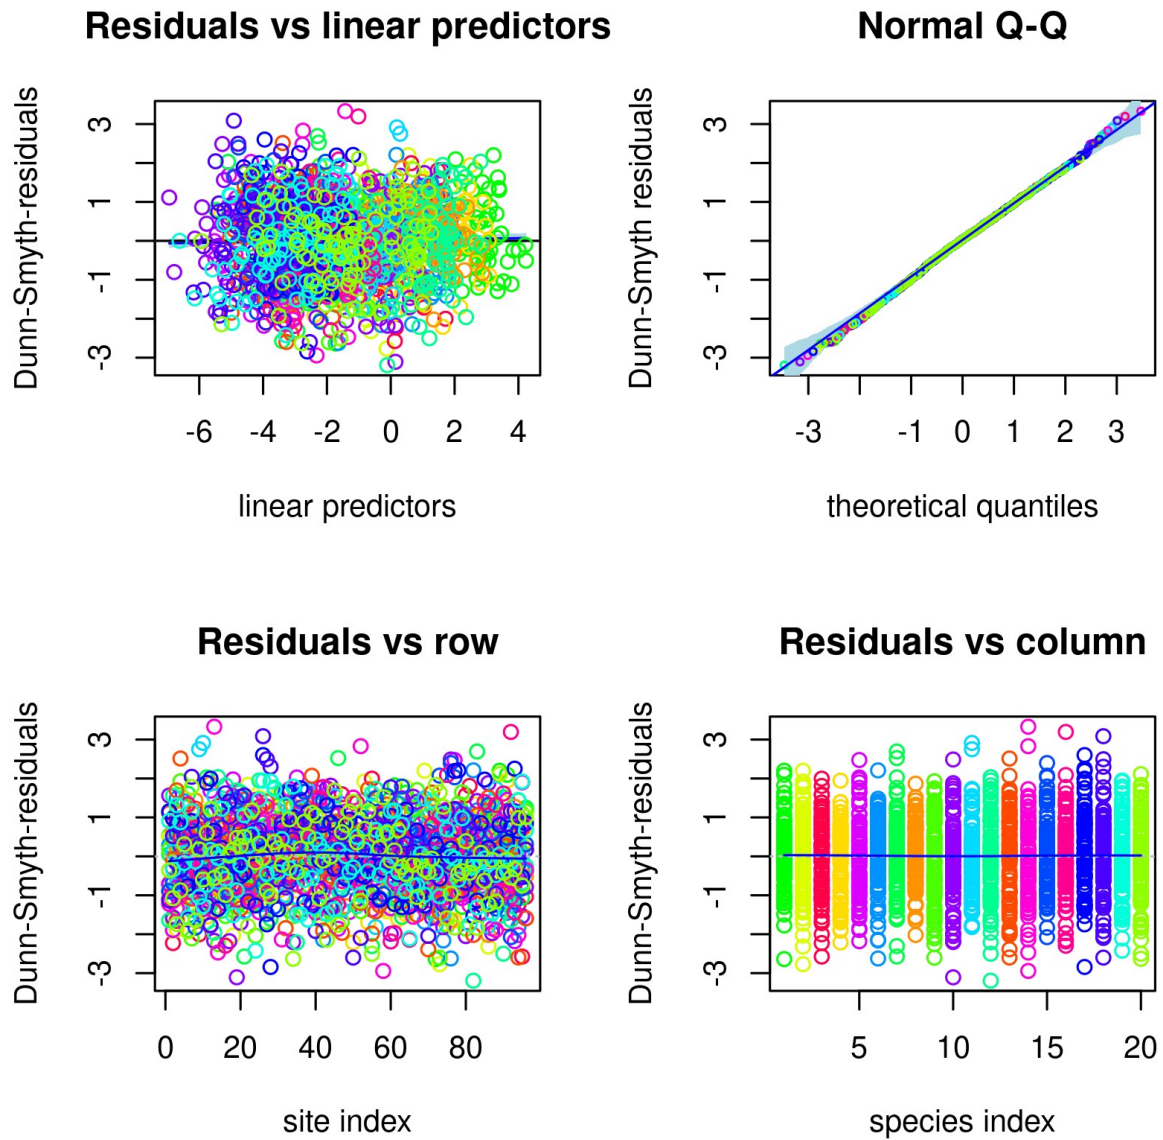 Residuals vs linear predictors
Dunn-Smyth-residuals
3
1
-1
-3
-6 -4 -2 0 2 4
linear predictors
Normal Q-Q
Dunn-Smyth residuals
3
1
-1
-3
-3 -1 0 1 2 3
theoretical quantiles
Residuals vs row
Dunn-Smyth-residuals
3
1
-1
-3
0 20 40 60 80
site index
Residuals vs column
Dunn-Smyth-residuals
3
1
-1
-3
5 10 15 20
species index